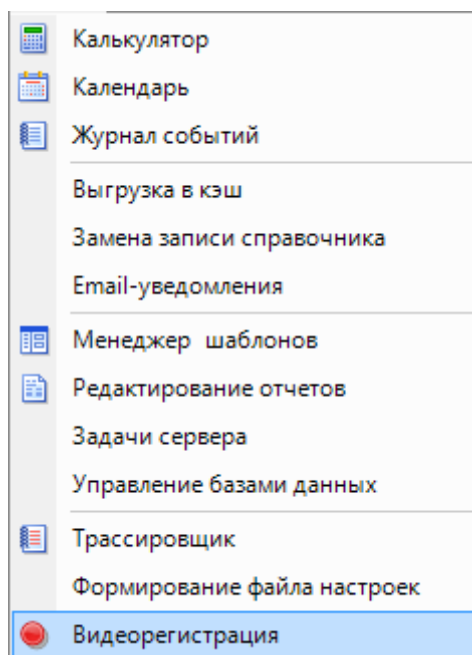 Калькулятор
Календарь
Журнал событий
Выгрузка в кэш
Замена записи справочника
Email-уведомления
Менеджер  шаблонов
Редактирование отчетов
Задачи сервера
Управление базами данных
Трассировщик
Формирование файла настроек
Видеорегистрация